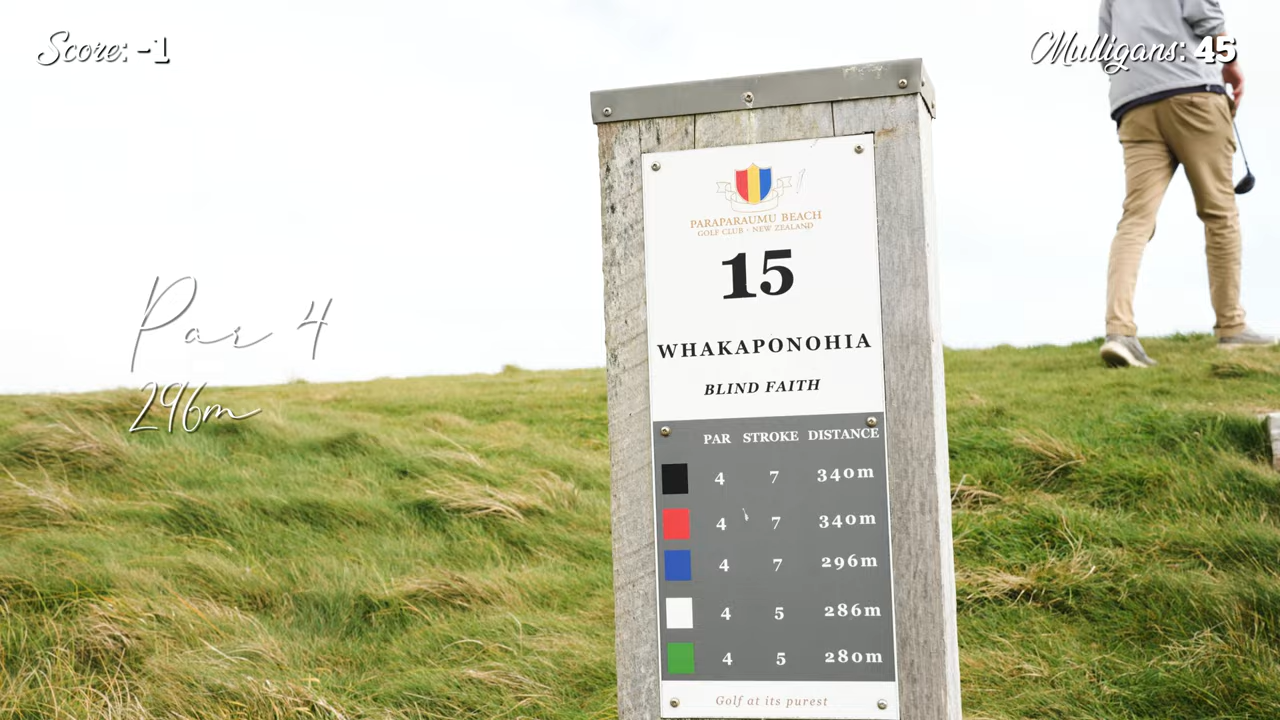 Score: -1
Mulligans: 45
Par 4
296m
PARAPARAUMU BEACH
GOLF CLUB • NEW ZEALAND
15
WHAKAPONOHIA
BLIND FAITH
PAR STROKE DISTANCE
4 7 340m
4 7 340m
4 7 296m
4 5 286m
4 5 280m
Golf at its purest